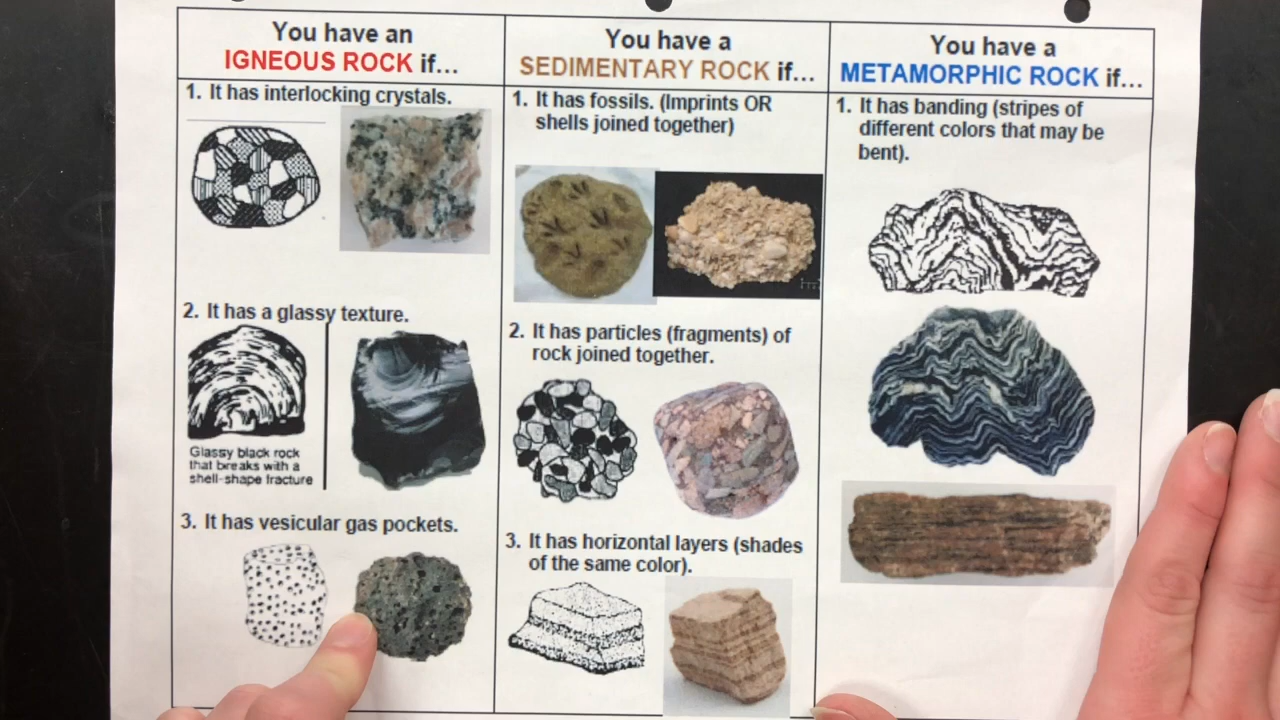 You have an
IGNEOUS ROCK if...
1. It has interlocking crystals.
2. It has a glassy texture.
Glassy black rock
that breaks with a
shell-shape fracture
3. It has vesicular gas pockets.
You have a
SEDIMENTARY ROCK if...
1. It has fossils. (Imprints OR
shells joined together)
2. It has particles (fragments) of
rock joined together.
3. It has horizontal layers (shades
of the same color).
You have a
METAMORPHIC ROCK if...
1. It has banding (stripes of
different colors that may be
bent).